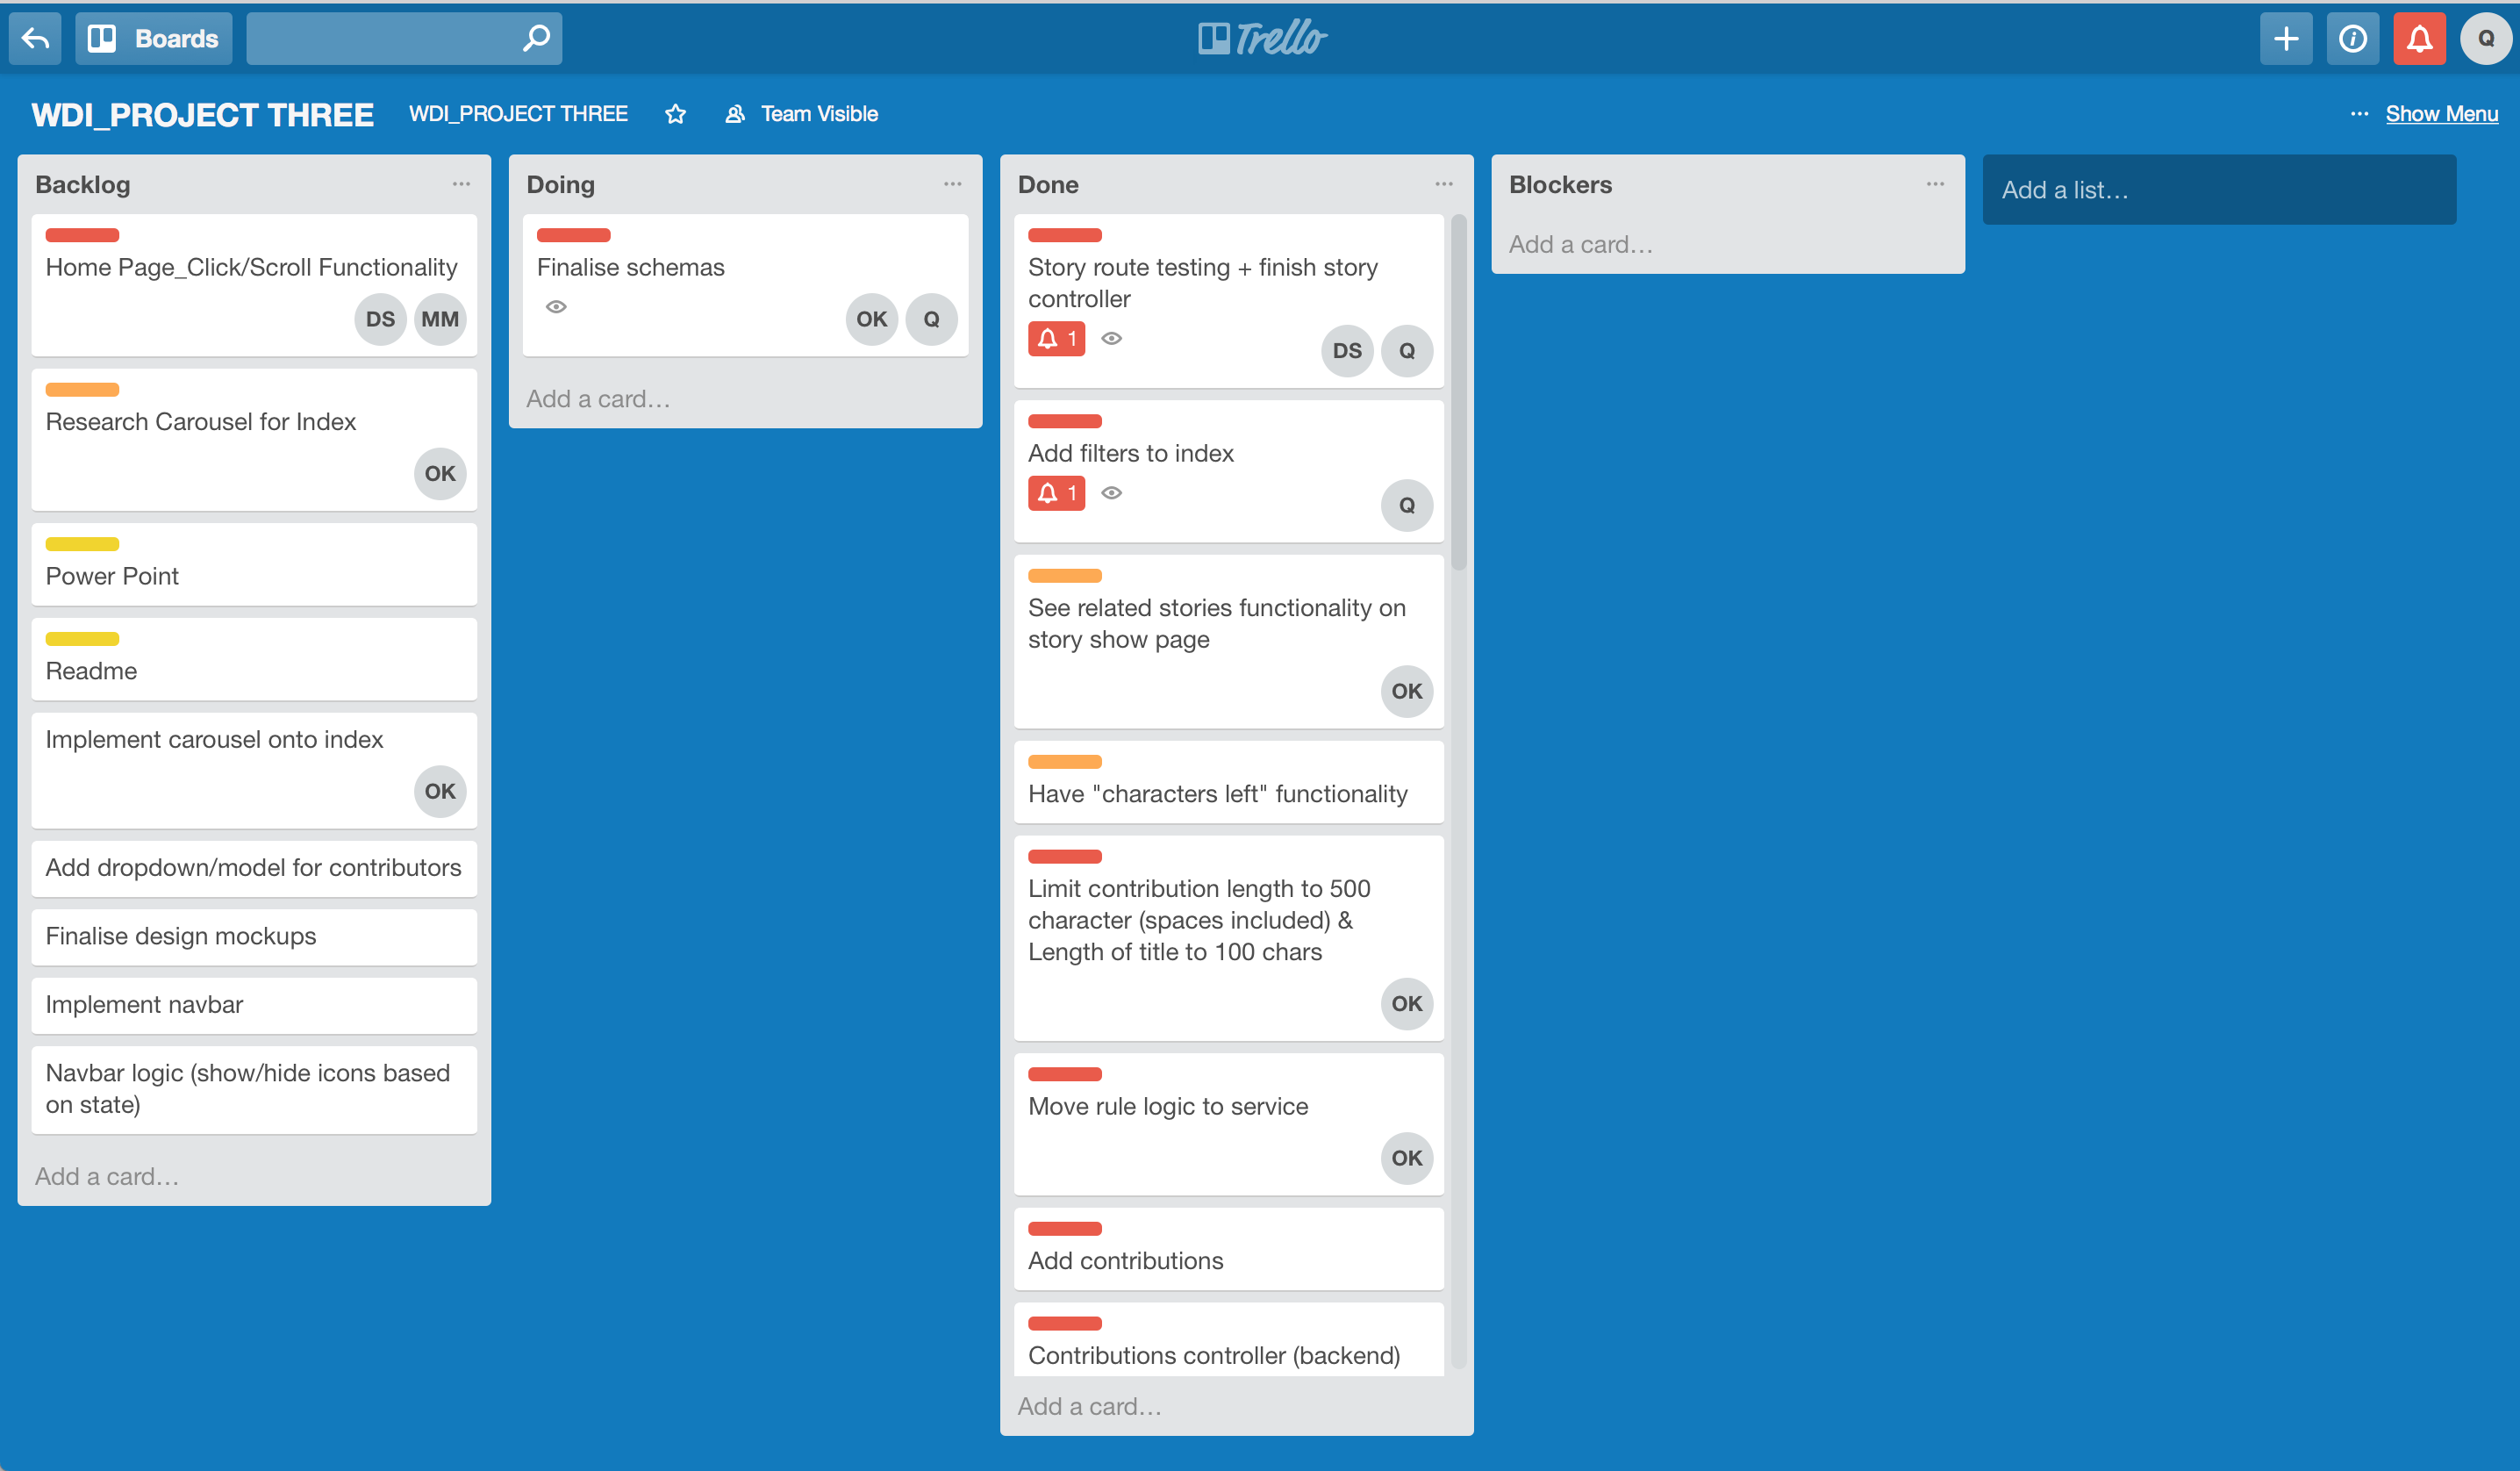 Boards
Trello
Q
WDI_PROJECT THREE
WDI_PROJECT THREE
Team Visible
Show Menu
Backlog
Home Page_Click/Scroll Functionality
DS MM
Research Carousel for Index
OK
Power Point
Readme
Implement carousel onto index
OK
Add dropdown/model for contributors
Finalise design mockups
Implement navbar
Navbar logic (show/hide icons based
on state)
Add a card…
Doing
Finalise schemas
OK Q
Add a card…
Done
Story route testing + finish story
controller
1
DS Q
Add filters to index
1
Q
See related stories functionality on
story show page
OK
Have "characters left" functionality
Limit contribution length to 500
character (spaces included) &
Length of title to 100 chars
OK
Move rule logic to service
OK
Add contributions
Contributions controller (backend)
Add a card…
Blockers
Add a card…
Add a list…